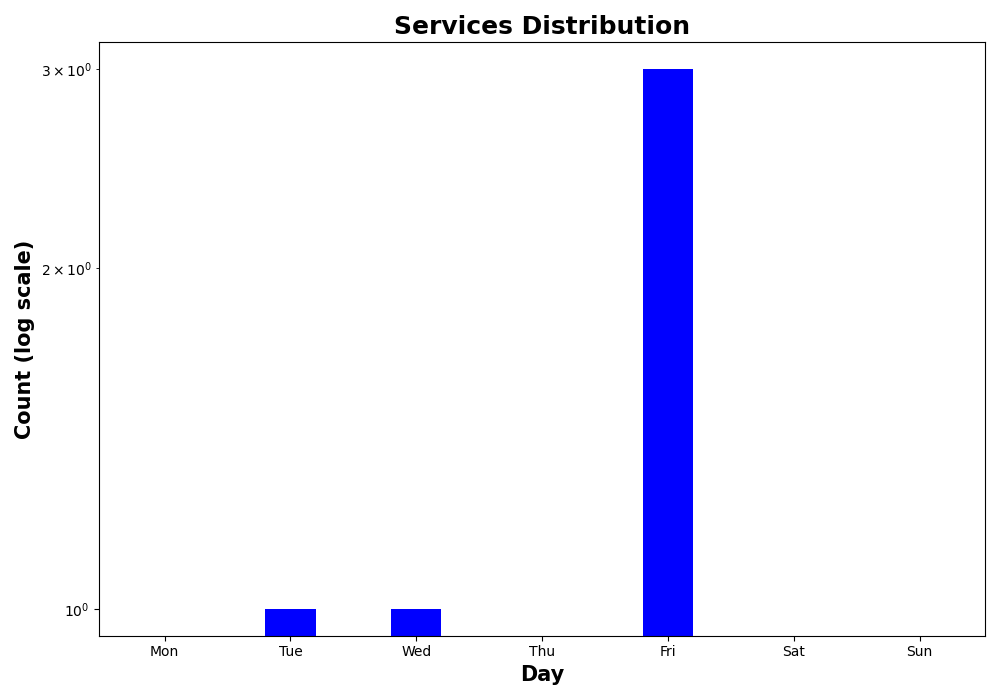 Services Distribution
Count (log scale)
3 × 10⁰
2 × 10⁰
10⁰
Mon Tue Wed Thu Fri Sat Sun
Day